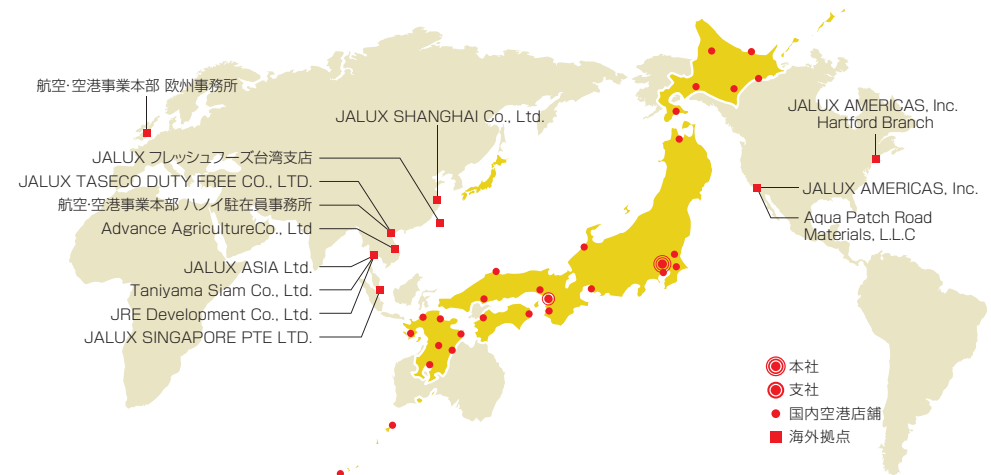 航空・空港事業本部 欧州事務所
JALUX SHANGHAI Co., Ltd.
JALUX フレッシュフーズ台湾支店
JALUX TASECO DUTY FREE CO., LTD.
航空・空港事業本部 ハノイ駐在員事務所
Advance AgricultureCo., Ltd
JALUX ASIA Ltd.
Taniyama Siam Co., Ltd.
JRE Development Co., Ltd.
JALUX SINGAPORE PTE LTD.
JALUX AMERICAS, Inc.
Hartford Branch
JALUX AMERICAS, Inc.
Aqua Patch Road
Materials, L.L.C
本社
支社
国内空港店舗
海外拠点